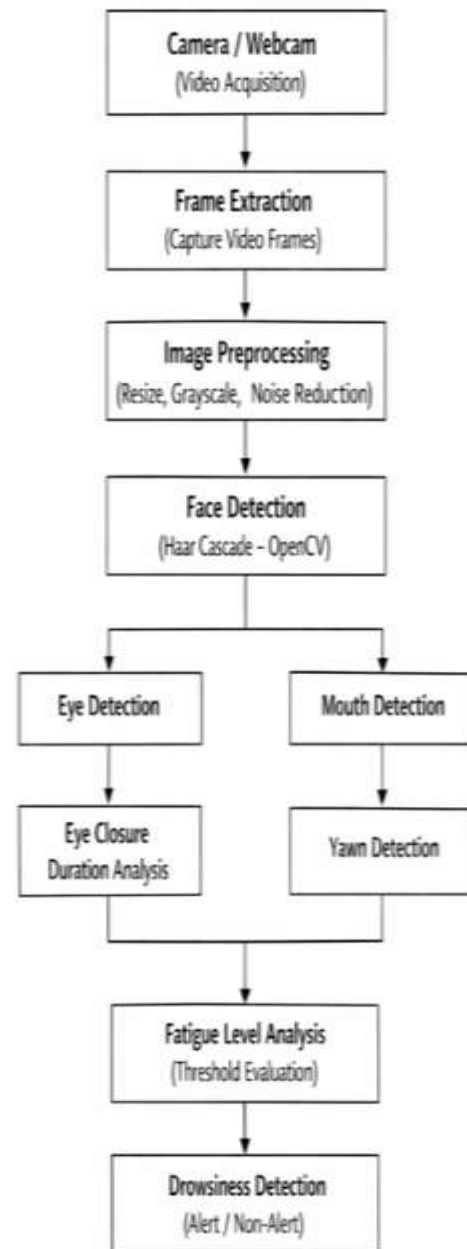 Camera / Webcam
(Video Acquisition)
Frame Extraction
(Capture Video Frames)
Image Preprocessing
(Resize, Grayscale, Noise Reduction)
Face Detection
(Haar Cascade – OpenCV)
Eye Detection
Mouth Detection
Eye Closure
Duration Analysis
Yawn Detection
Fatigue Level Analysis
(Threshold Evaluation)
Drowsiness Detection
(Alert / Non-Alert)